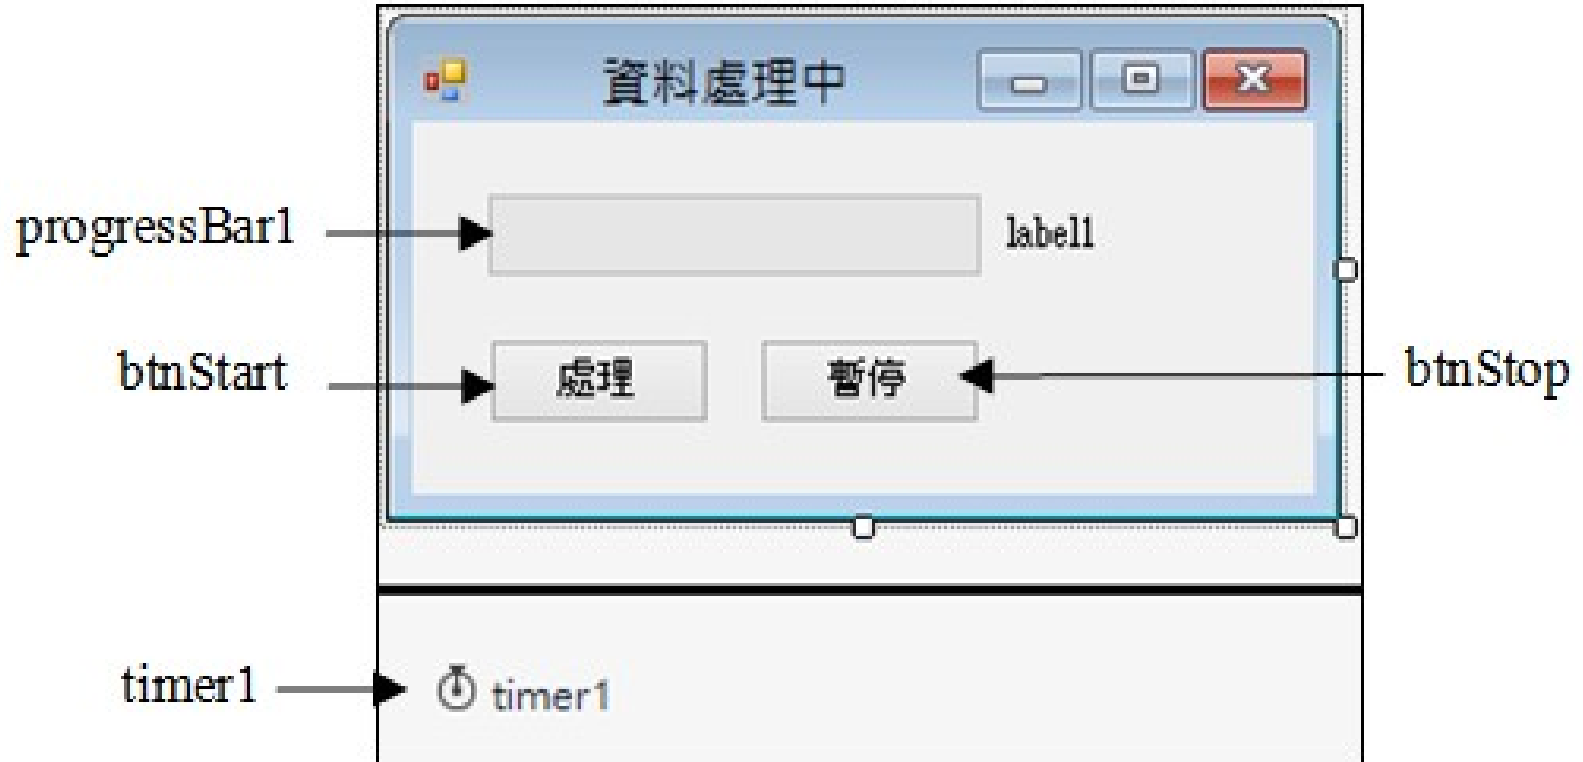 資料處理中
progressBar1
label1
btnStart
處理
暫停
btnStop
timer1
timer1